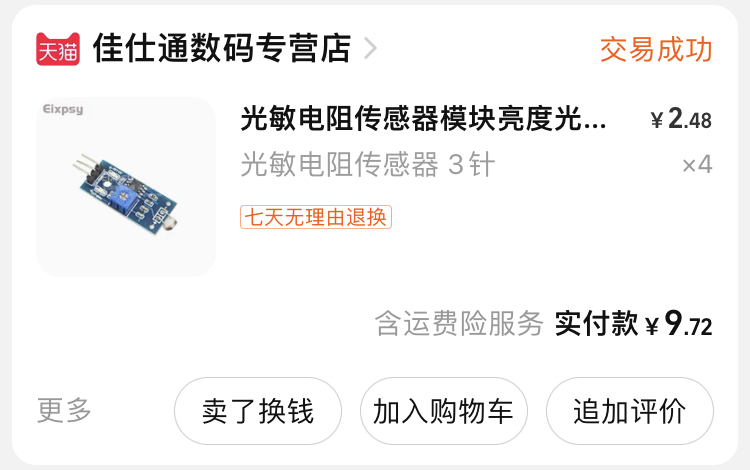 天猫 佳仕通数码专营店 交易成功
Eixpsy
光敏电阻传感器模块亮度光... ¥2.48
光敏电阻传感器 3针 ×4
七天无理由退换
含运费险服务 实付款 ¥9.72
更多 卖了换钱 加入购物车 追加评价